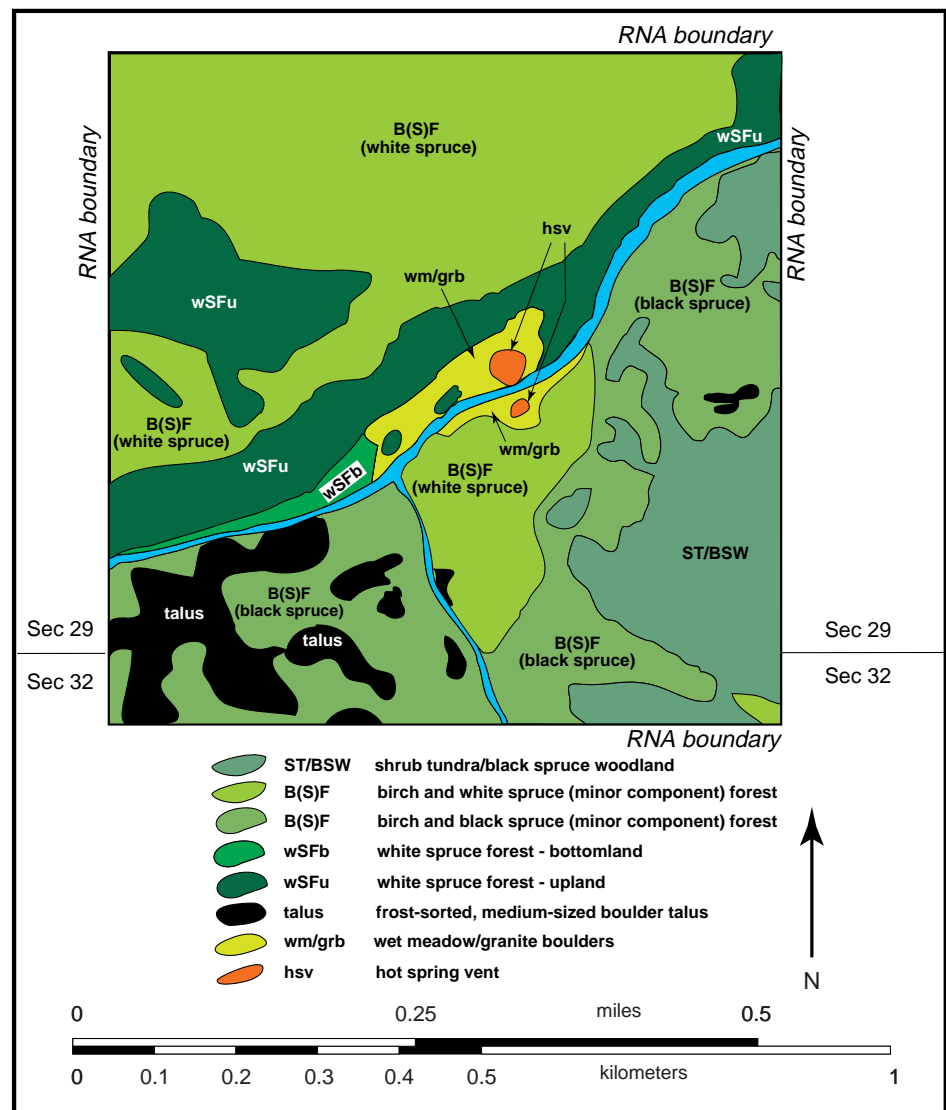 RNA boundary
RNA boundary
B(S)F
(white spruce)
wSFu
RNA boundary
hsv
wm/grb
B(S)F
(black spruce)
wSFu
B(S)F
(white spruce)
wm/grb
wSFu
B(S)F
(white spruce)
wSFb
ST/BSW
B(S)F
(black spruce)
talus
talus
B(S)F
(black spruce)
Sec 29
Sec 29
Sec 32
Sec 32
RNA boundary
ST/BSW shrub tundra/black spruce woodland
B(S)F birch and white spruce (minor component) forest
B(S)F birch and black spruce (minor component) forest
wSFb white spruce forest - bottomland
wSFu white spruce forest - upland
talus frost-sorted, medium-sized boulder talus
wm/grb wet meadow/granite boulders
hsv hot spring vent
N
0 0.25 miles 0.5
0 0.1 0.2 0.3 0.4 0.5 kilometers 1